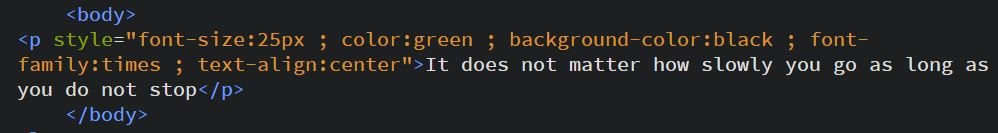 <body>
<p style="font-size:25px ; color:green ; background-color:black ; font-
family:times ; text-align:center">It does not matter how slowly you go as long as
you do not stop</p>
</body>